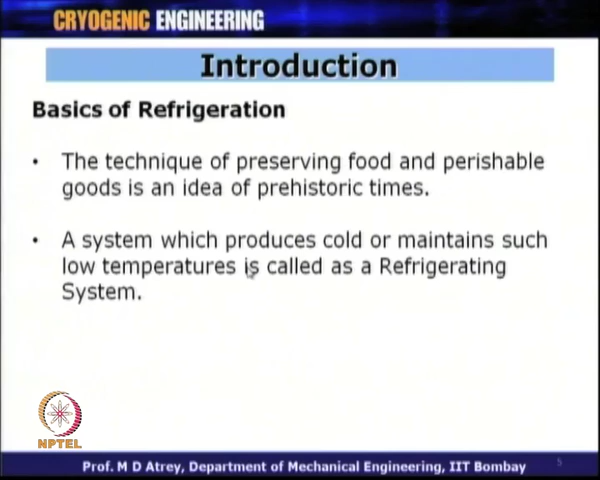 CRYOGENIC ENGINEERING
Introduction
Basics of Refrigeration
• The technique of preserving food and perishable
goods is an idea of prehistoric times.
• A system which produces cold or maintains such
low temperatures is called as a Refrigerating
System.
NPTEL
Prof. M D Atrey, Department of Mechanical Engineering, IIT Bombay
5